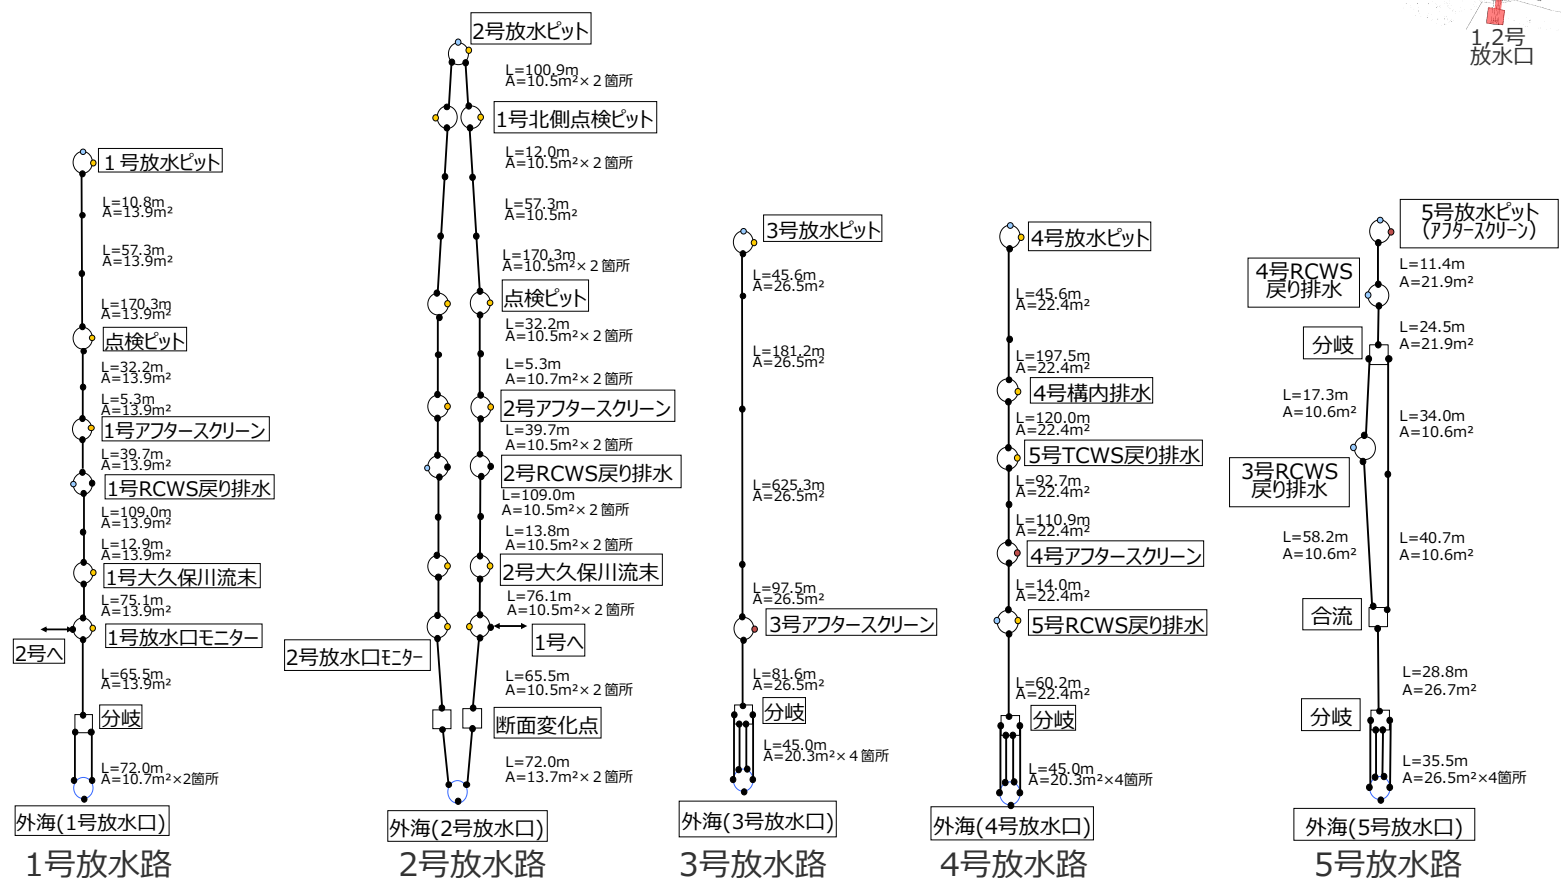 1,2号
放水口
1号放水ピット
L=10.8m
A=13.9m²
L=57.3m
A=13.9m²
L=170.3m
A=13.9m²
点検ピット
L=32.2m
A=13.9m²
L=5.3m
A=13.9m²
1号アフタースクリーン
L=39.7m
A=13.9m²
1号RCWS戻り排水
L=109.0m
A=13.9m²
L=12.9m
A=13.9m²
1号大久保川流末
L=75.1m
A=13.9m²
1号放水口モニター
2号へ
L=65.5m
A=13.9m²
分岐
L=72.0m
A=10.7m²×2箇所
外海(1号放水口)
1号放水路
2号放水ピット
L=100.9m
A=10.5m²×2箇所
1号北側点検ピット
L=12.0m
A=10.5m²×2箇所
L=57.3m
A=10.5m²
L=170.3m
A=10.5m²×2箇所
点検ピット
L=32.2m
A=10.5m²×2箇所
L=5.3m
A=10.7m²×2箇所
2号アフタースクリーン
L=39.7m
A=10.5m²×2箇所
2号RCWS戻り排水
L=109.0m
A=10.5m²×2箇所
L=13.8m
A=10.5m²×2箇所
2号大久保川流末
L=76.1m
A=10.5m²×2箇所
1号へ
2号放水口モニター
L=65.5m
A=10.5m²×2箇所
断面変化点
L=72.0m
A=13.7m²×2箇所
外海(2号放水口)
2号放水路
3号放水ピット
L=45.6m
A=26.5m²
L=181.2m
A=26.5m²
L=625.3m
A=26.5m²
L=97.5m
A=26.5m²
3号アフタースクリーン
L=81.6m
A=26.5m²
分岐
L=45.0m
A=20.3m²×4箇所
外海(3号放水口)
3号放水路
4号放水ピット
L=45.6m
A=22.4m²
L=197.5m
A=22.4m²
4号構内排水
L=120.0m
A=22.4m²
5号TCWS戻り排水
L=92.7m
A=22.4m²
L=110.9m
A=22.4m²
4号アフタースクリーン
L=14.0m
A=22.4m²
5号RCWS戻り排水
L=60.2m
A=22.4m²
分岐
L=45.0m
A=20.3m²×4箇所
外海(4号放水口)
4号放水路
5号放水ピット
(アフタースクリーン)
4号RCWS
戻り排水
L=11.4m
A=21.9m²
L=24.5m
A=21.9m²
分岐
L=17.3m
A=10.6m²
L=34.0m
A=10.6m²
3号RCWS
戻り排水
L=58.2m
A=10.6m²
L=40.7m
A=10.6m²
合流
L=28.8m
A=26.7m²
分岐
L=35.5m
A=26.5m²×4箇所
外海(5号放水口)
5号放水路